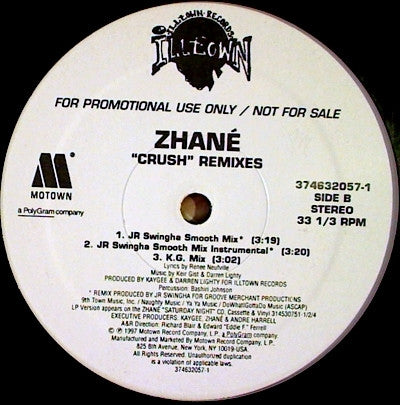 ILLTOWN RECORDS
ILLTOWN
FOR PROMOTIONAL USE ONLY / NOT FOR SALE
ZHANÉ
"CRUSH" REMIXES
MOTOWN
a PolyGram company
374632057-1
SIDE B
STEREO
33 1/3 RPM
1. JR Swingha Smooth Mix* (3:19)
2. JR Swingha Smooth Mix Instrumental* (3:20)
3. K.G. Mix (3:02)
Lyrics by Renee Neufville
Music by Keir Gist & Darren Lighty
PRODUCED BY KAYGEE & DARREN LIGHTY FOR ILLTOWN RECORDS
Percussion: Bashiri Johnson
* REMIX PRODUCED BY JR SWINGHA FOR GROOVE MERCHANT PRODUCTIONS
9th Town Music, Inc. / Naughty Music / Ya Ya Music / DoWhatIGottaDo Music (ASCAP)
LP Version appears on the ZHANÉ "SATURDAY NIGHT" CD, Cassette & Vinyl 314530751-1/2/4
EXECUTIVE PRODUCERS: KAYGEE, ZHANÉ & ANDRE HARRELL
A&R Direction: Richard Blair & Edward "Eddie F." Ferrell
© ℗ 1997 Motown Record Company, L.P. a PolyGram company.
Manufactured and Marketed By Motown Record Company, L.P.
825 8th Avenue, New York, NY 10019-USA
All Rights Reserved. Unauthorized duplication
is a violation of applicable laws.
374632057-1